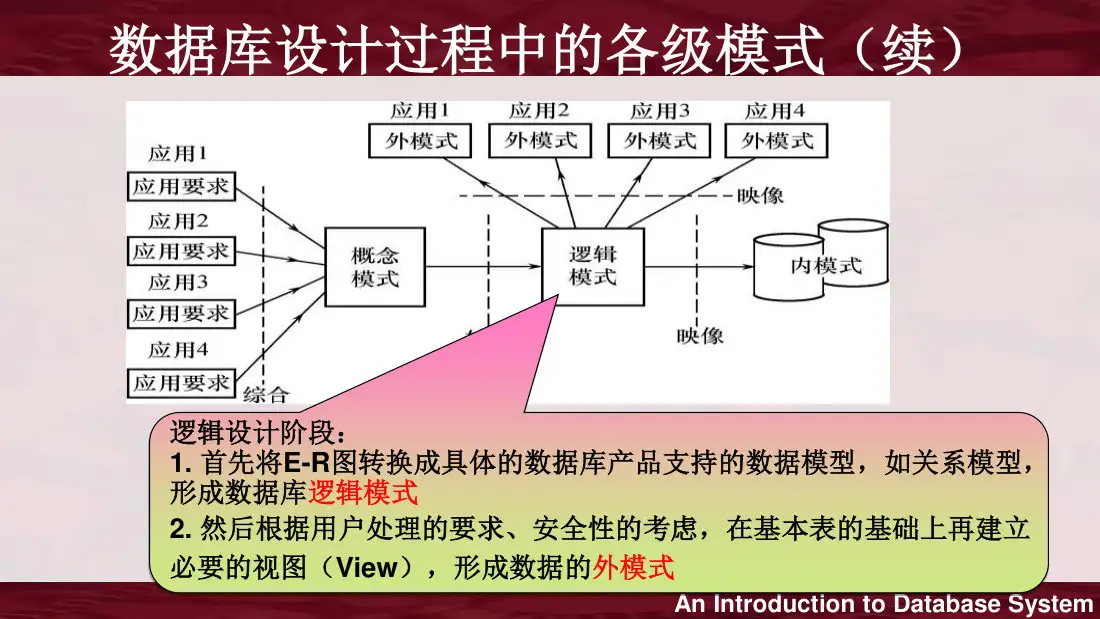 数据库设计过程中的各级模式（续）
应用1
应用2
应用3
应用4
外模式
外模式
外模式
外模式
映像
应用1
应用要求
应用2
应用要求
应用3
应用要求
应用4
应用要求
综合
概念
模式
逻辑
模式
内模式
映像
逻辑设计阶段：
1. 首先将E-R图转换成具体的数据库产品支持的数据模型，如关系模型，
形成数据库逻辑模式
2. 然后根据用户处理的要求、安全性的考虑，在基本表的基础上再建立
必要的视图（View），形成数据的外模式
An Introduction to Database System